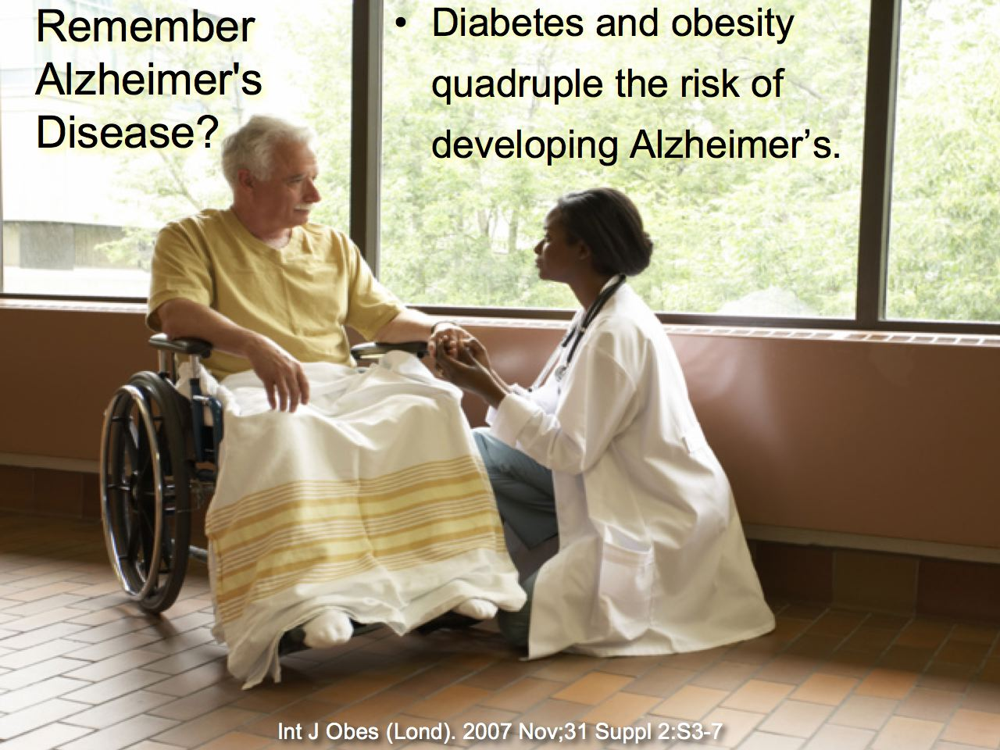 Remember
Alzheimer's
Disease?
• Diabetes and obesity
quadruple the risk of
developing Alzheimer’s.
Int J Obes (Lond). 2007 Nov;31 Suppl 2:S3-7